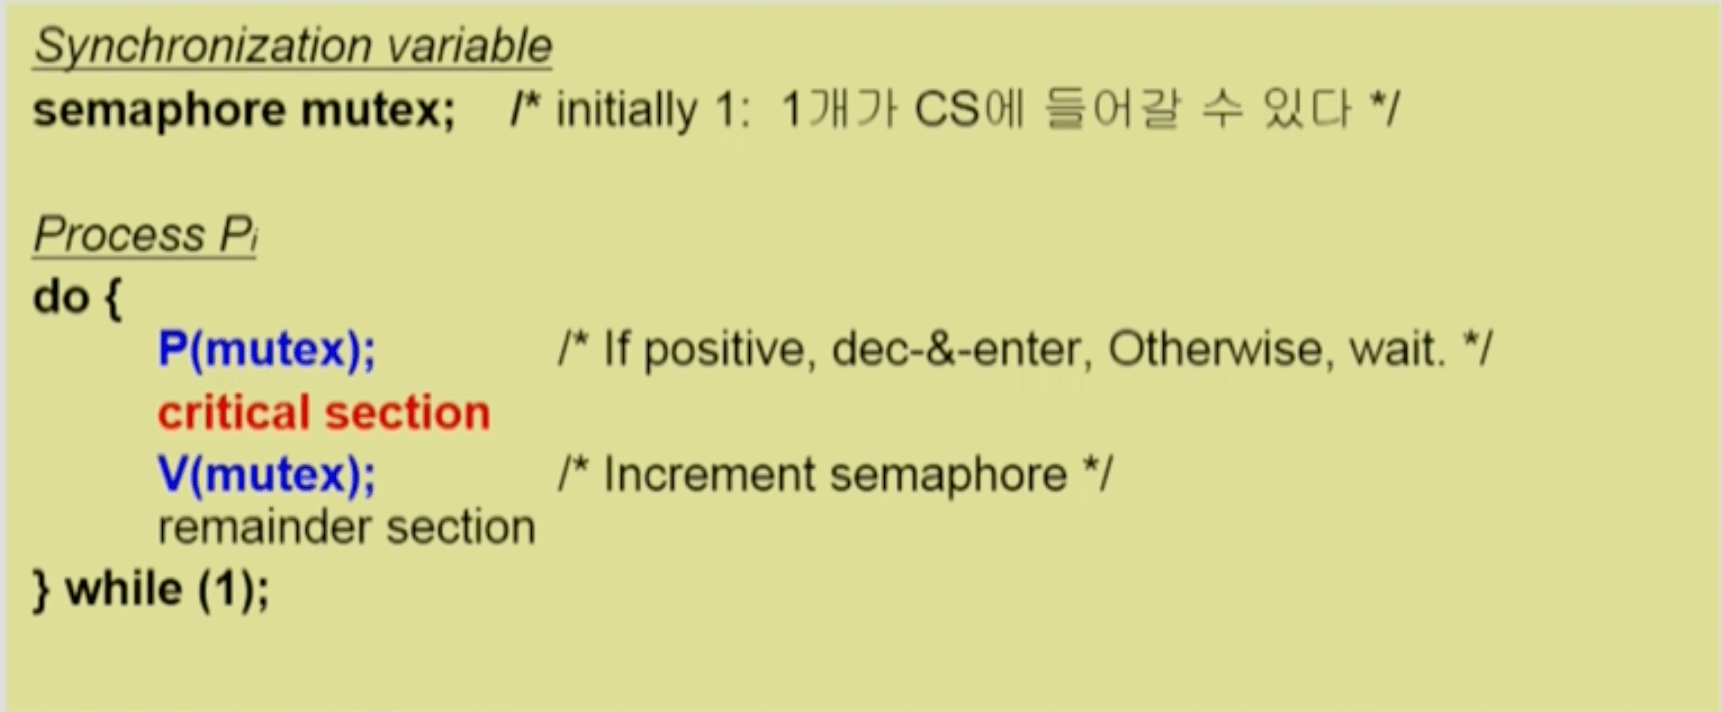 Synchronization variable
semaphore mutex; /* initially 1: 1개가 CS에 들어갈 수 있다 */
Process Pi
do {
P(mutex); /* If positive, dec-&-enter, Otherwise, wait. */
critical section
V(mutex); /* Increment semaphore */
remainder section
} while (1);